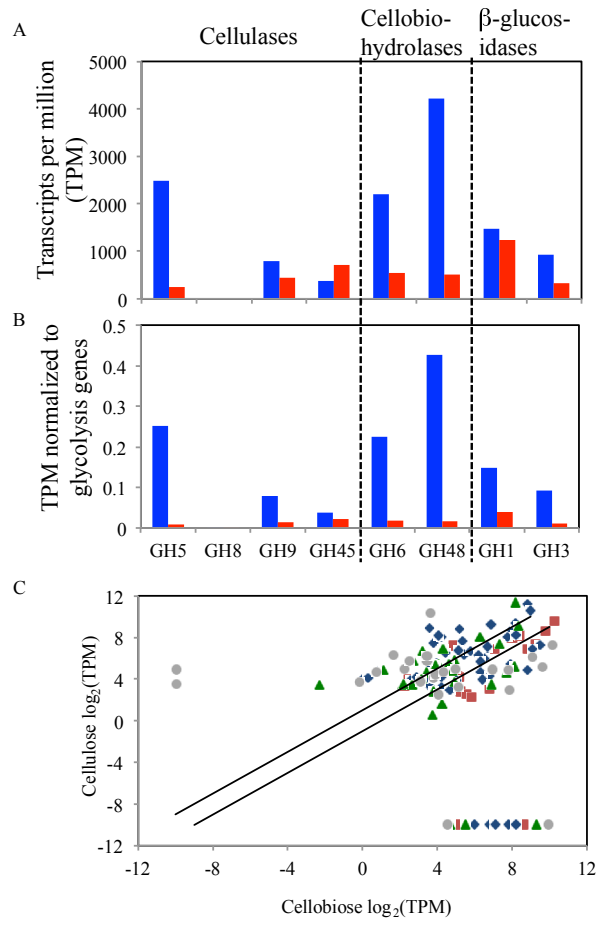 A
Cellulases
Cellobio-
hydrolases
β-glucos-
idases
Transcripts per million
(TPM)
5000
4000
3000
2000
1000
0
B
TPM normalized to
glycolysis genes
0.5
0.4
0.3
0.2
0.1
0
GH5 GH8 GH9 GH45 GH6 GH48 GH1 GH3
C
Cellulose log2(TPM)
12
8
4
0
-4
-8
-12
-12 -8 -4 0 4 8 12
Cellobiose log2(TPM)